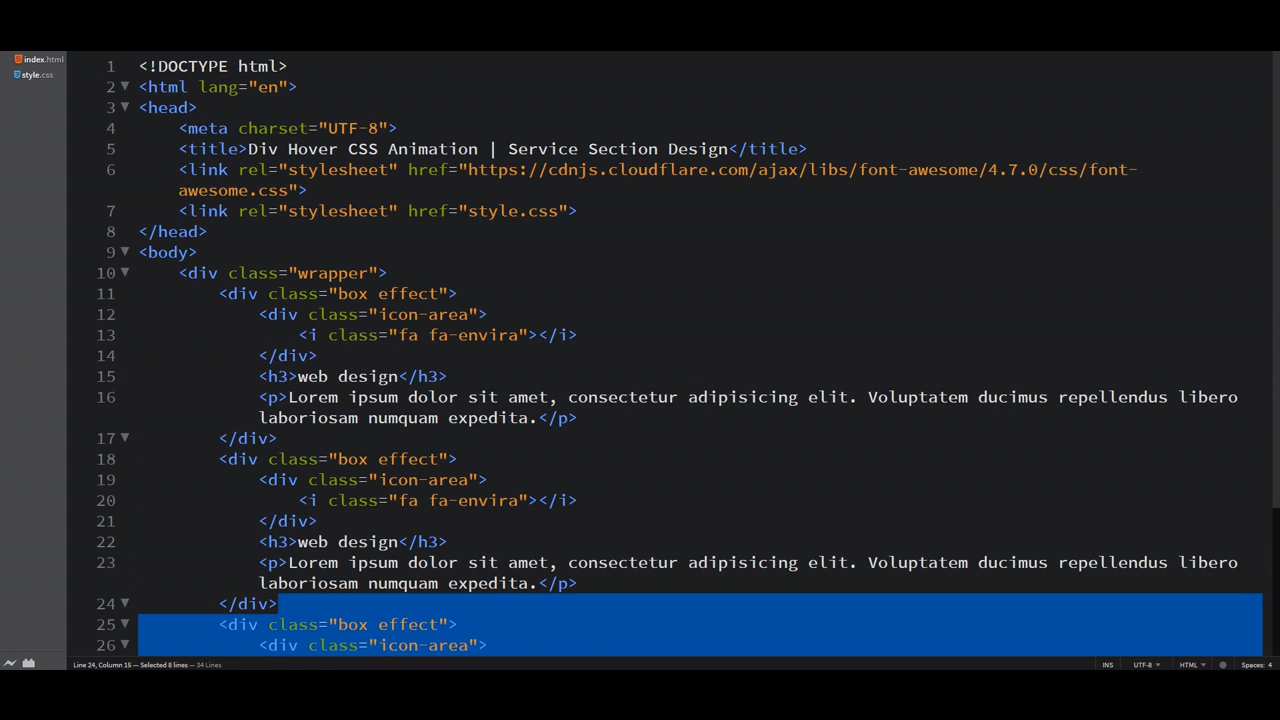 index.html
style.css
1 <!DOCTYPE html>
2 <html lang="en">
3 <head>
4 <meta charset="UTF-8">
5 <title>Div Hover CSS Animation | Service Section Design</title>
6 <link rel="stylesheet" href="https://cdnjs.cloudflare.com/ajax/libs/font-awesome/4.7.0/css/font-
awesome.css">
7 <link rel="stylesheet" href="style.css">
8 </head>
9 <body>
10 <div class="wrapper">
11 <div class="box effect">
12 <div class="icon-area">
13 <i class="fa fa-envira"></i>
14 </div>
15 <h3>web design</h3>
16 <p>Lorem ipsum dolor sit amet, consectetur adipisicing elit. Voluptatem ducimus repellendus libero
laboriosam numquam expedita.</p>
17 </div>
18 <div class="box effect">
19 <div class="icon-area">
20 <i class="fa fa-envira"></i>
21 </div>
22 <h3>web design</h3>
23 <p>Lorem ipsum dolor sit amet, consectetur adipisicing elit. Voluptatem ducimus repellendus libero
laboriosam numquam expedita.</p>
24 </div>
25 <div class="box effect">
26 <div class="icon-area">
Line 24, Column 15 — Selected 8 lines — 34 Lines INS UTF-8 HTML Spaces: 4